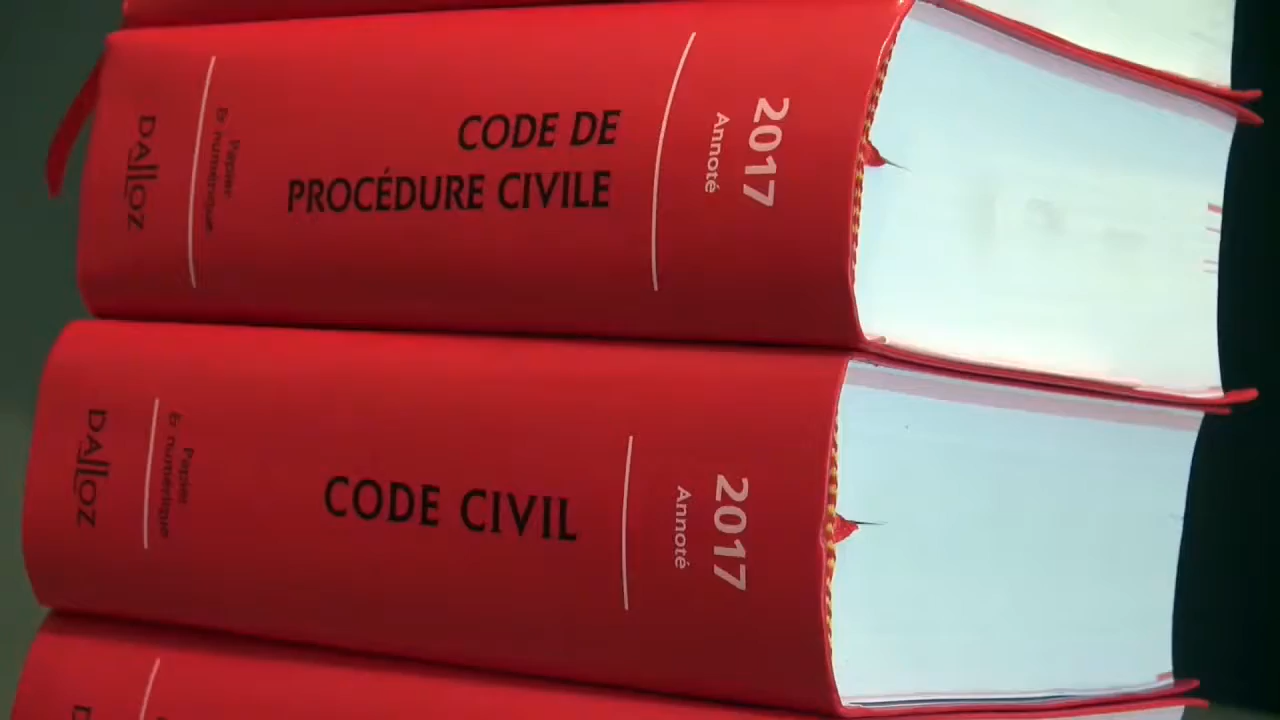 2017
Annoté
CODE DE
PROCÉDURE CIVILE
Papier
& numérique
DALLOZ
2017
Annoté
CODE CIVIL
Papier
& numérique
DALLOZ